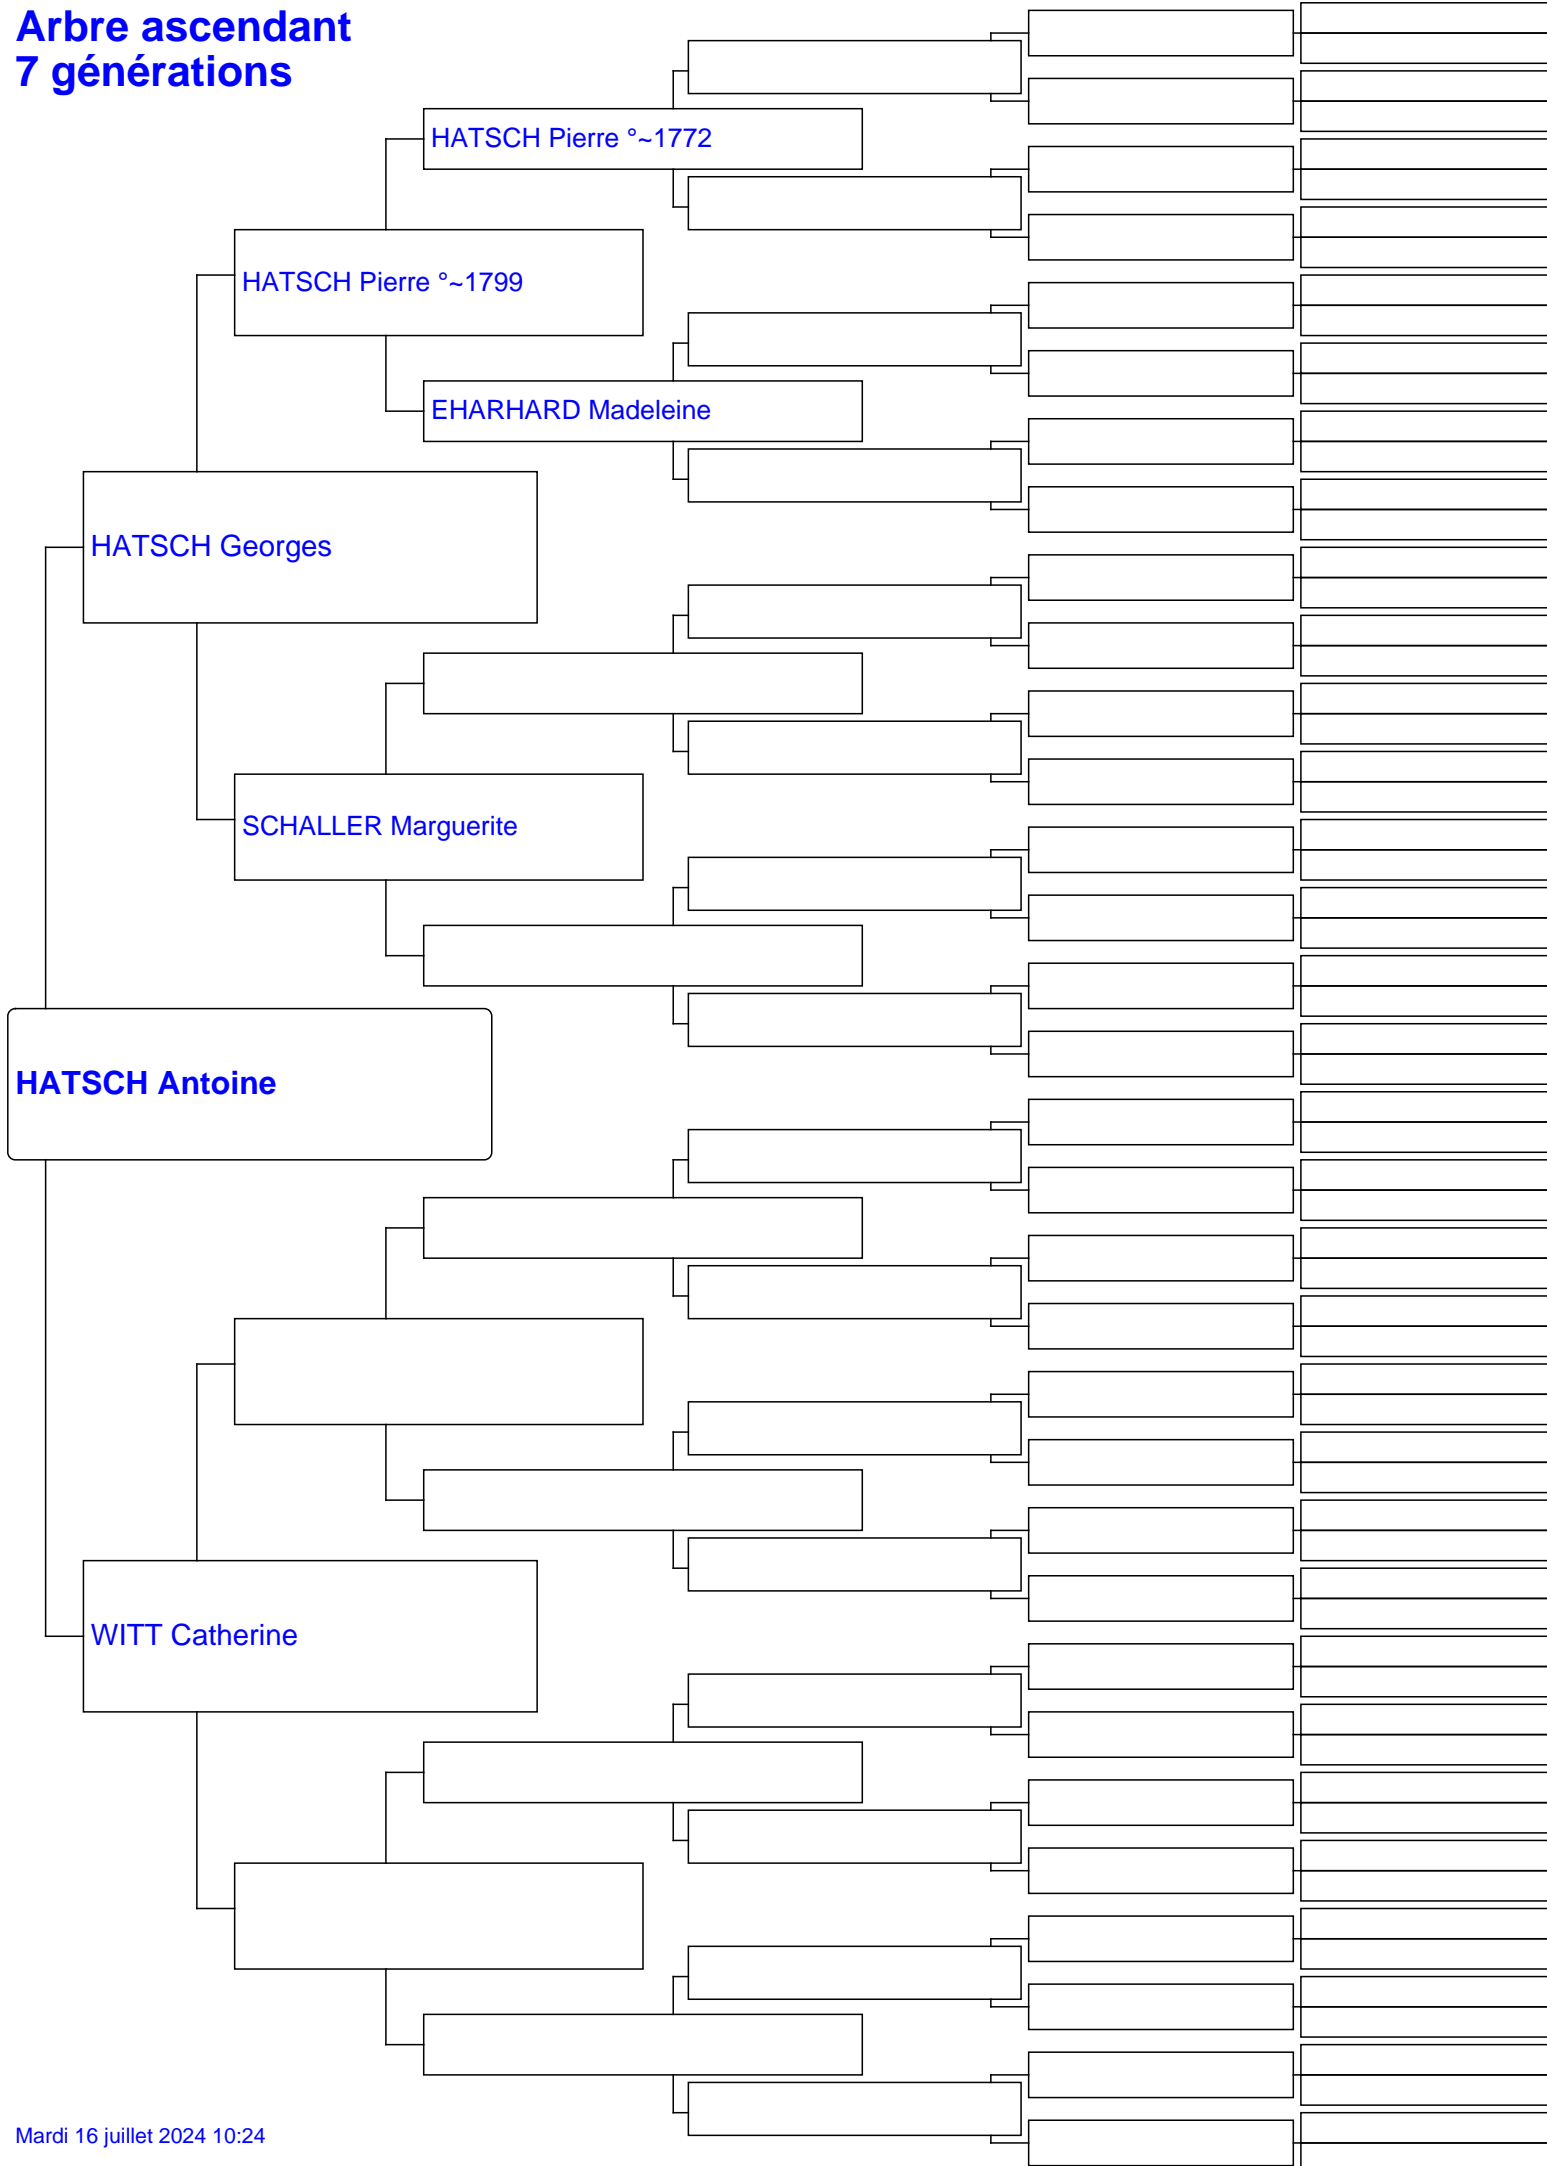 Arbre ascendant
7 générations
HATSCH Pierre °~1772
HATSCH Pierre °~1799
EHARHARD Madeleine
HATSCH Georges
SCHALLER Marguerite
HATSCH Antoine
WITT Catherine
Mardi 16 juillet 2024 10:24